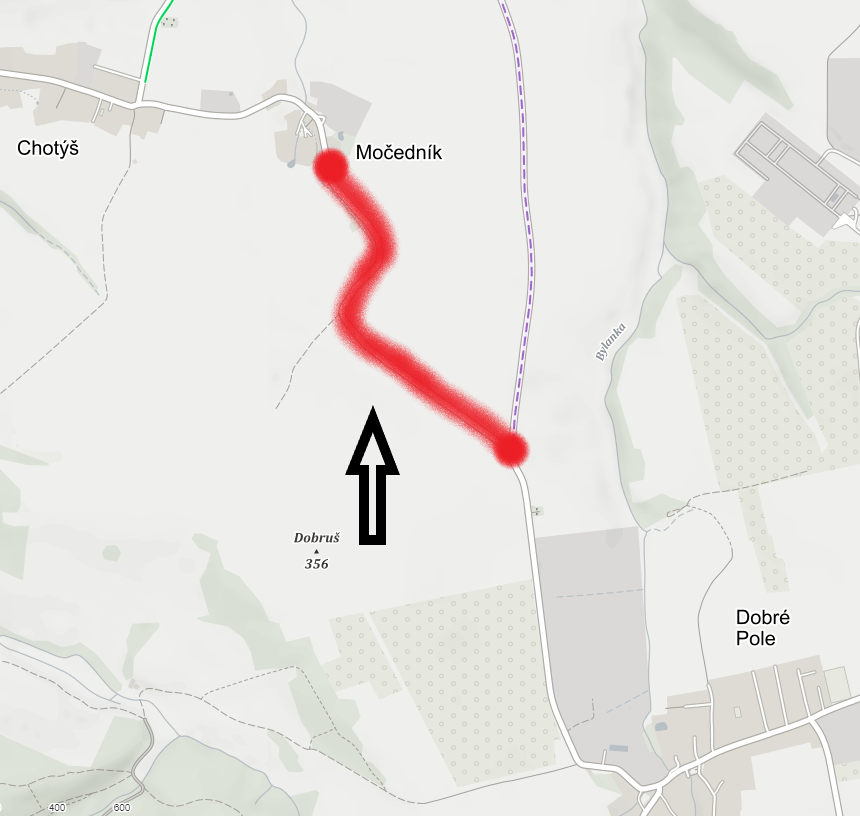 Chotýš
Močedník
Bylanka
Dobruš
356
Dobré
Pole
400
600